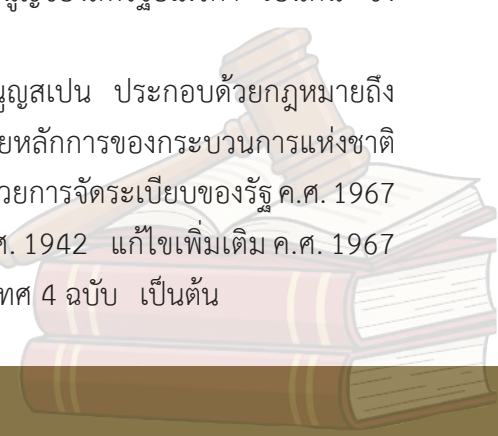 นูญสเปน ประกอบด้วยกฎหมายถึง
ยหลักการของกระบวนการแห่งชาติ
วยการจัดระเบียบของรัฐ ค.ศ. 1967
ศ. 1942 แก้ไขเพิ่มเติม ค.ศ. 1967
ทศ 4 ฉบับ เป็นต้น